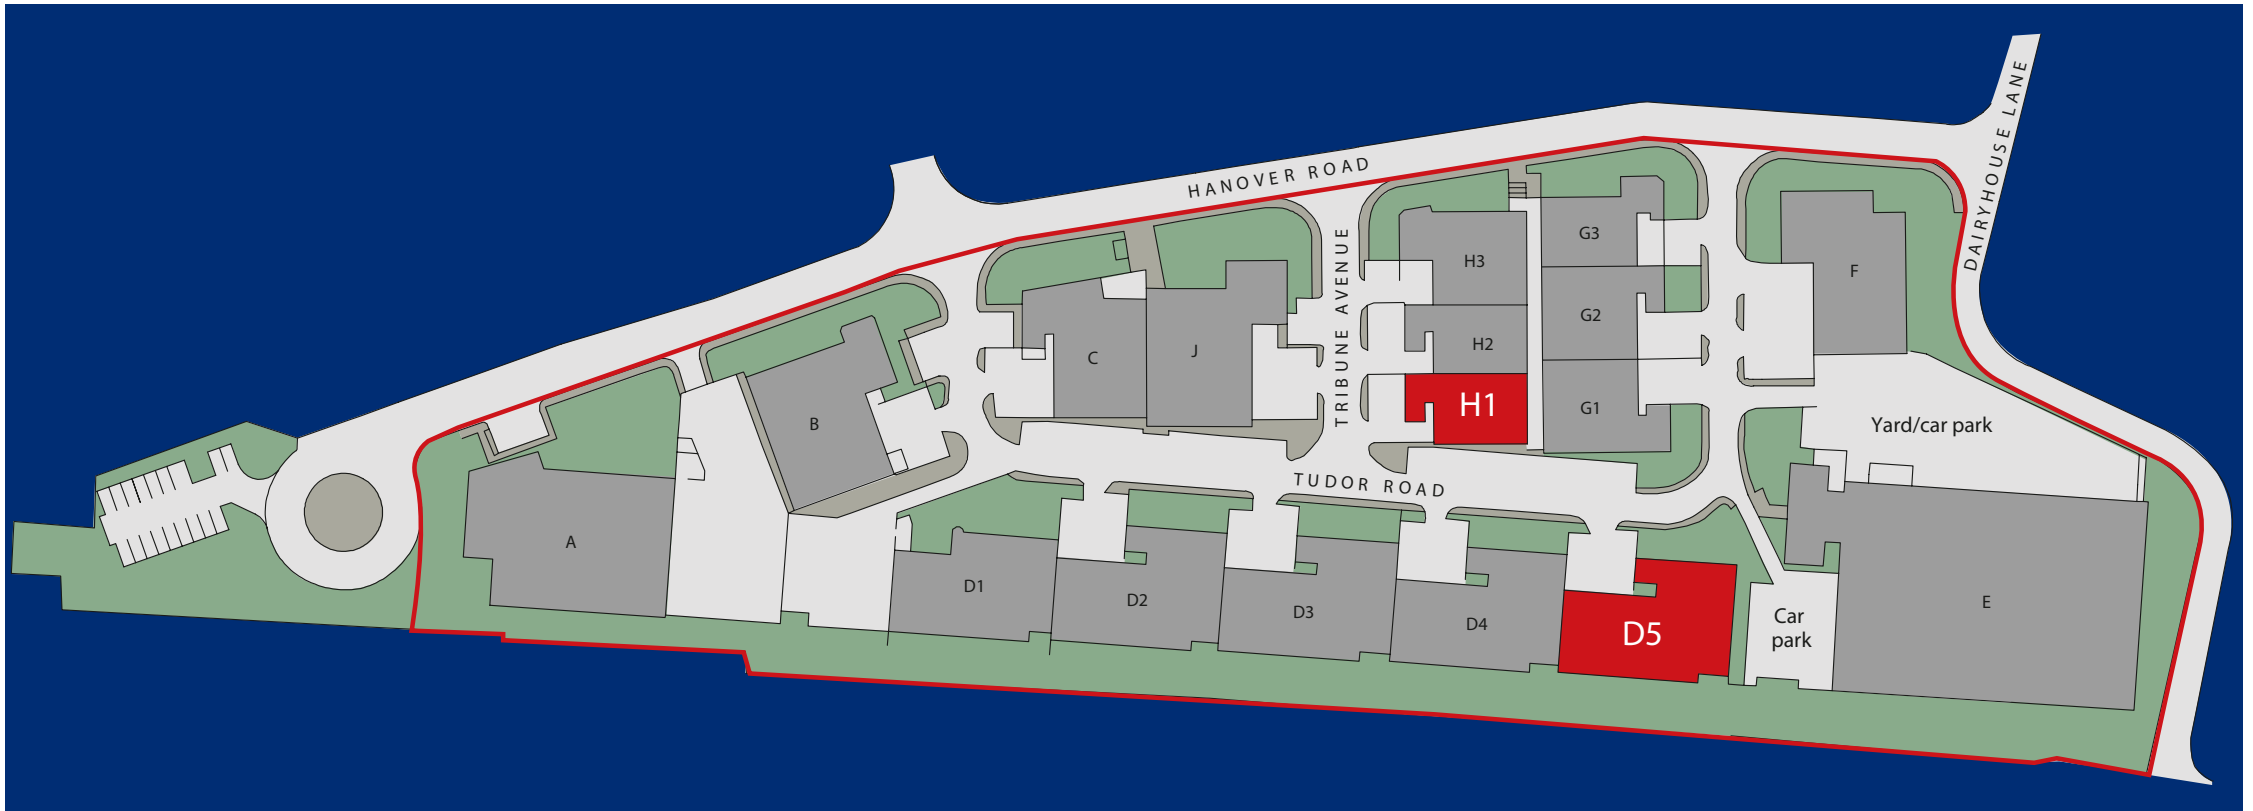 HANOVER ROAD
DAIRYHOUSE LANE
TRIBUNE AVENUE
TUDOR ROAD
A
B
C
J
H3
H2
H1
G3
G2
G1
F
Yard/car park
D1
D2
D3
D4
D5
Car
park
E